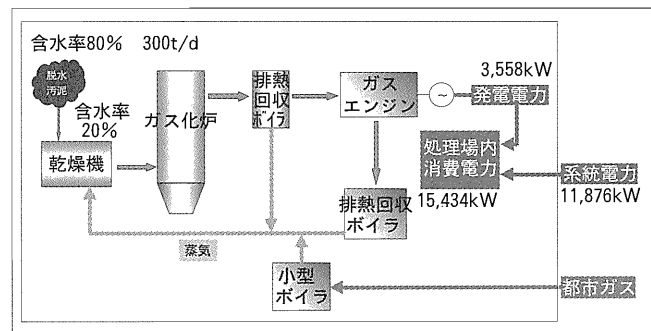 含水率80% 300t/d
脱水
汚泥
含水率
20%
乾燥機
ガス化炉
排熱
回収
ボイラ
ガス
エンジン
~
3,558kW
発電電力
処理場内
消費電力
15,434kW
系統電力
11,876kW
排熱回収
ボイラ
蒸気
小型
ボイラ
都市ガス